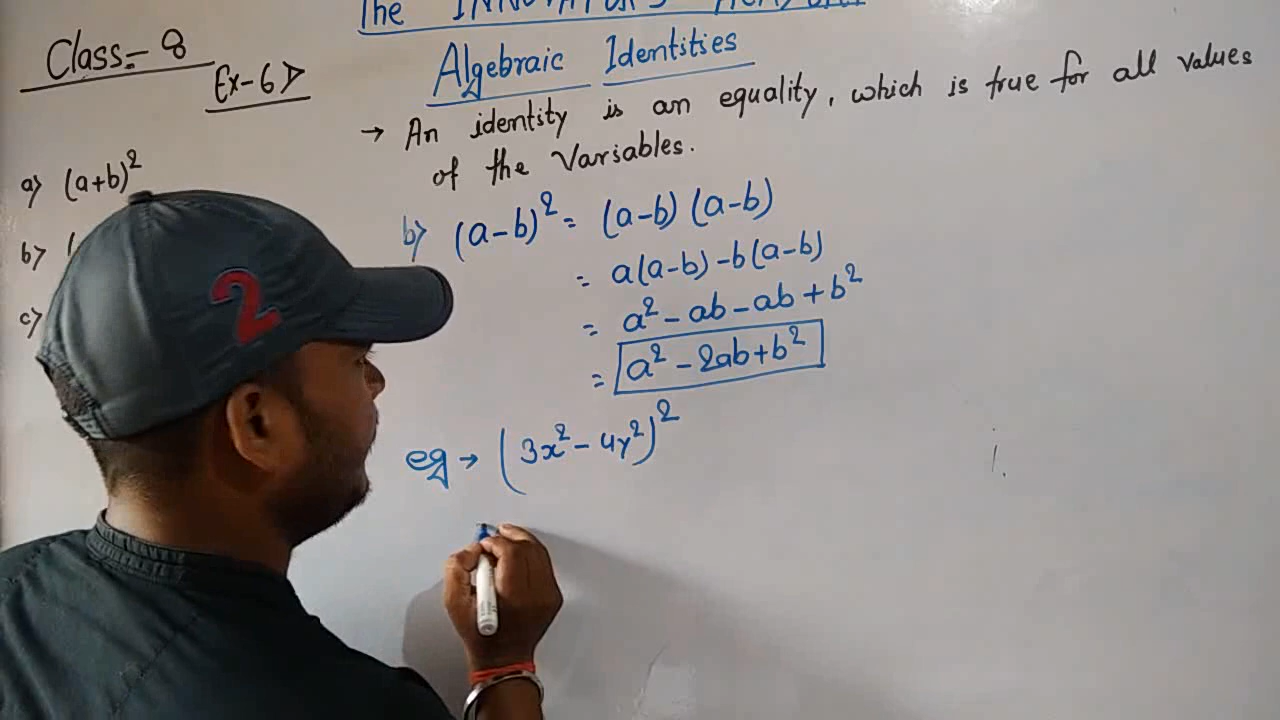 The
Class:- 8
Algebraic Identities
Ex-6>
→ An identity is an equality, which is true for all values
of the Variables.
a> (a+b)²
b>
c>
b> (a-b)² = (a-b) (a-b)
= a(a-b) -b(a-b)
= a² - ab - ab + b²
= a² - 2ab + b²
eg → (3x² - 4y²)²
2